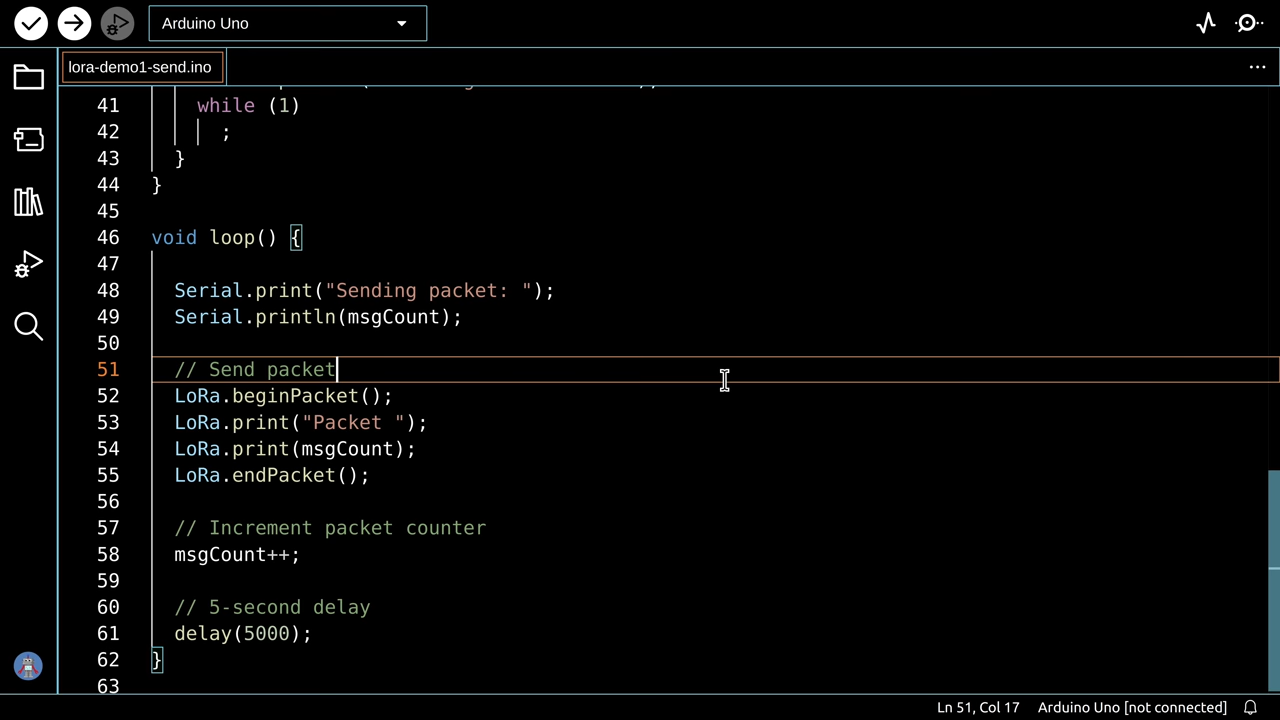 Arduino Uno
lora-demo1-send.ino
41 while (1)
42 ;
43 }
44 }
45
46 void loop() {
47
48 Serial.print("Sending packet: ");
49 Serial.println(msgCount);
50
51 // Send packet
52 LoRa.beginPacket();
53 LoRa.print("Packet ");
54 LoRa.print(msgCount);
55 LoRa.endPacket();
56
57 // Increment packet counter
58 msgCount++;
59
60 // 5-second delay
61 delay(5000);
62 }
63
Ln 51, Col 17 Arduino Uno [not connected]